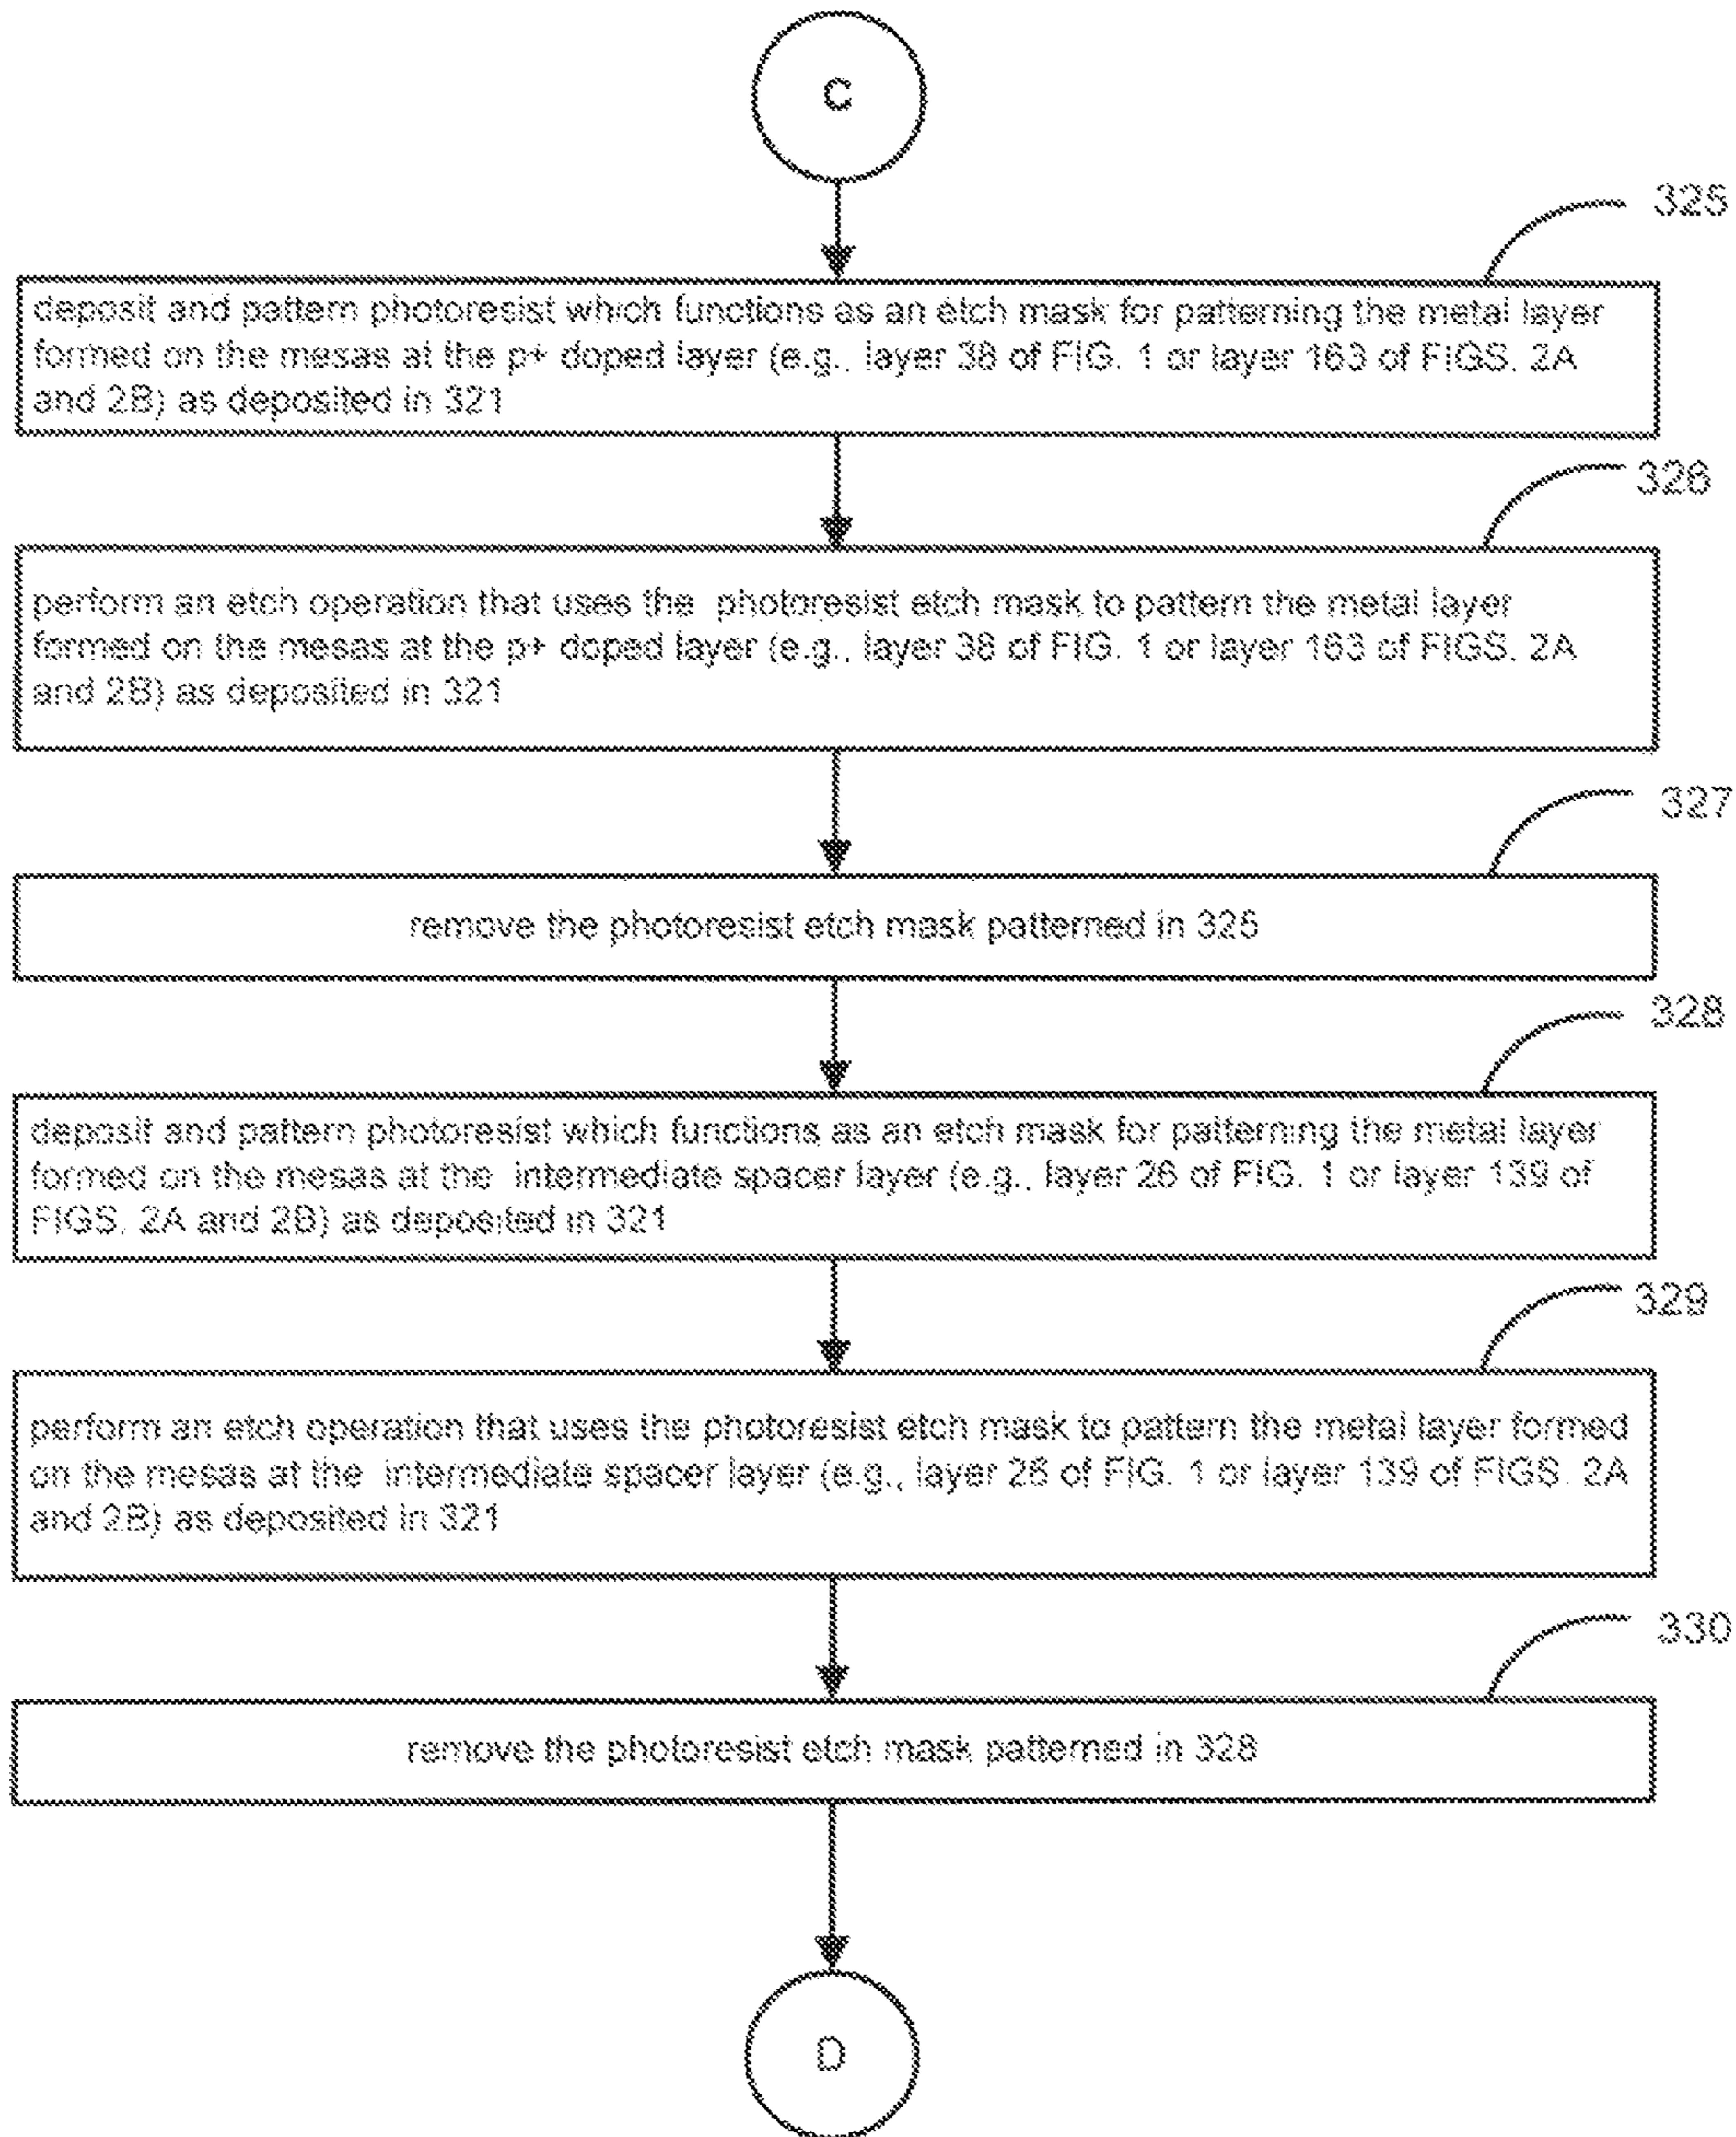 C
325
deposit and pattern photoresist which functions as an etch mask for patterning the metal layer
formed on the mesas at the p+ doped layer (e.g., layer 38 of FIG. 1 or layer 163 of FIGS. 2A
and 2B) as deposited in 321
326
perform an etch operation that uses the photoresist etch mask to pattern the metal layer
formed on the mesas at the p+ doped layer (e.g., layer 38 of FIG. 1 or layer 163 of FIGS. 2A
and 2B) as deposited in 321
327
remove the photoresist etch mask patterned in 325
328
deposit and pattern photoresist which functions as an etch mask for patterning the metal layer
formed on the mesas at the intermediate spacer layer (e.g., layer 26 of FIG. 1 or layer 139 of
FIGS. 2A and 2B) as deposited in 321
329
perform an etch operation that uses the photoresist etch mask to pattern the metal layer formed
on the mesas at the intermediate spacer layer (e.g., layer 26 of FIG. 1 or layer 139 of FIGS. 2A
and 2B) as deposited in 321
330
remove the photoresist etch mask patterned in 328
D